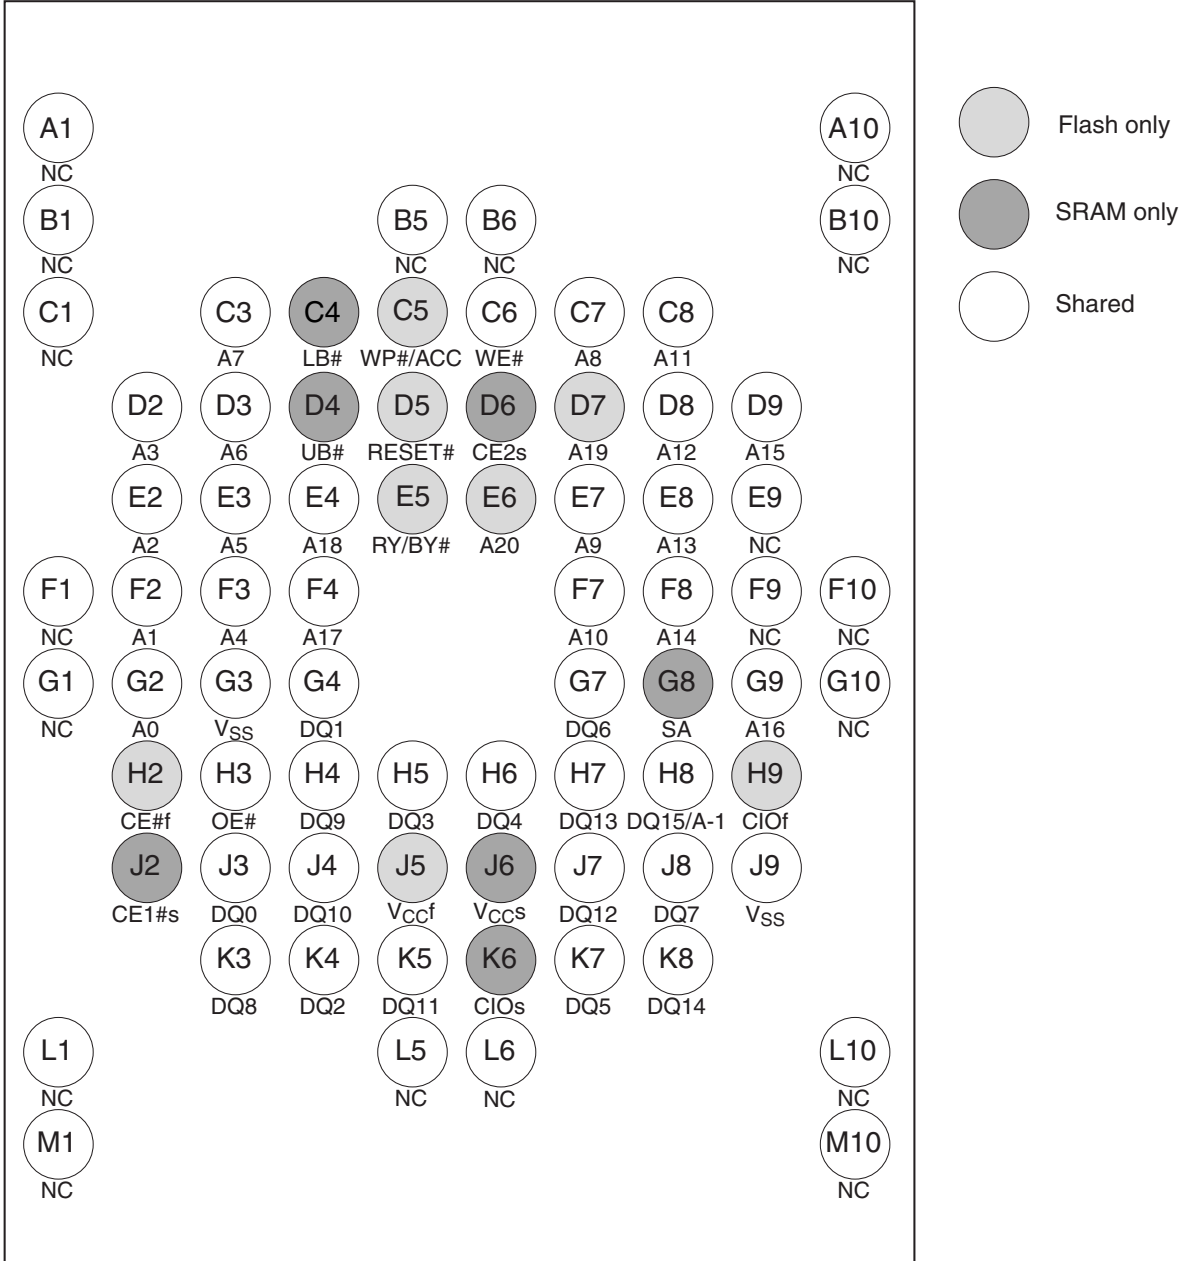 A1 A10 Flash only
NC NC
B1 B5 B6 B10 SRAM only
NC NC NC NC
C1 C3 C4 C5 C6 C7 C8 Shared
NC A7 LB# WP#/ACC WE# A8 A11
D2 D3 D4 D5 D6 D7 D8 D9
A3 A6 UB# RESET# CE2s A19 A12 A15
E2 E3 E4 E5 E6 E7 E8 E9
A2 A5 A18 RY/BY# A20 A9 A13 NC
F1 F2 F3 F4 F7 F8 F9 F10
NC A1 A4 A17 A10 A14 NC NC
G1 G2 G3 G4 G7 G8 G9 G10
NC A0 VSS DQ1 DQ6 SA A16 NC
H2 H3 H4 H5 H6 H7 H8 H9
CE#f OE# DQ9 DQ3 DQ4 DQ13 DQ15/A-1 CIOf
J2 J3 J4 J5 J6 J7 J8 J9
CE1#s DQ0 DQ10 VCCf VCCs DQ12 DQ7 VSS
K3 K4 K5 K6 K7 K8
DQ8 DQ2 DQ11 CIOs DQ5 DQ14
L1 L5 L6 L10
NC NC NC NC
M1 M10
NC NC